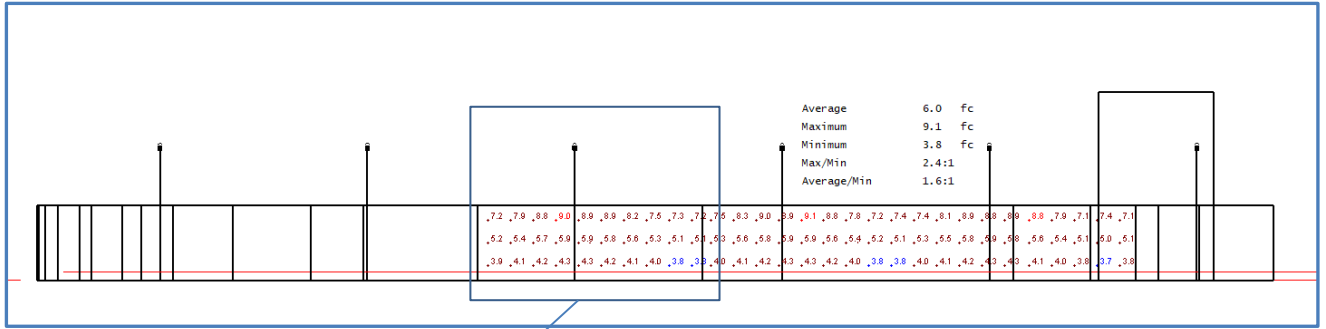 Average 6.0 fc
Maximum 9.1 fc
Minimum 3.8 fc
Max/Min 2.4:1
Average/Min 1.6:1
7.2 7.9 8.8 9.0 8.9 8.9 8.2 7.5 7.3 7.2 7.5 8.3 9.0 8.9 9.1 8.8 7.8 7.2 7.4 7.4 8.1 8.9 8.8 8.9 8.8 7.9 7.1 7.4 7.1
5.2 5.4 5.7 5.9 5.9 5.8 5.6 5.3 5.1 5.1 5.3 5.6 5.8 5.9 5.9 5.6 5.4 5.2 5.1 5.3 5.5 5.8 5.9 5.8 5.6 5.4 5.1 5.0 5.1
3.9 4.1 4.2 4.3 4.3 4.2 4.1 4.0 3.8 3.8 4.0 4.1 4.2 4.3 4.3 4.2 4.0 3.8 3.8 4.0 4.1 4.2 4.3 4.3 4.1 4.0 3.8 3.7 3.8